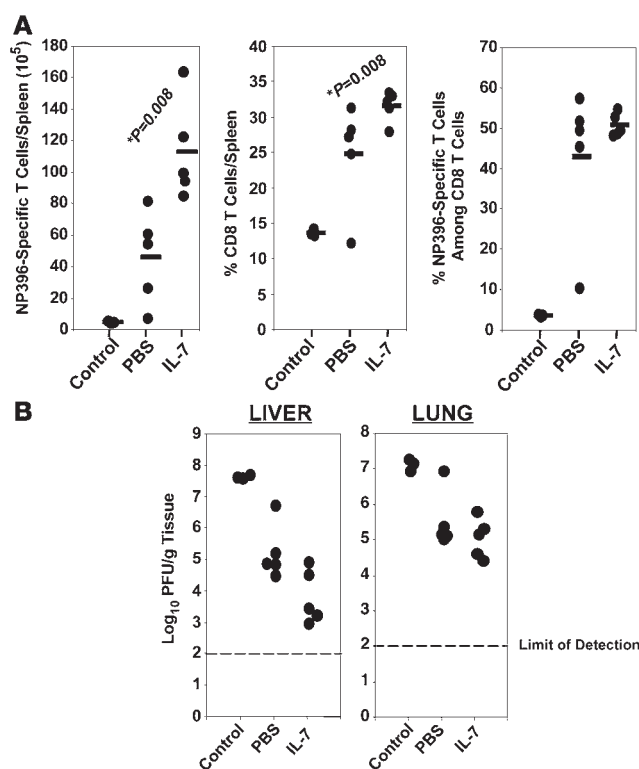 A
NP396-Specific T Cells/Spleen (10⁵)
180
160
140
120
100
80
60
40
20
0
*P=0.008
Control
PBS
IL-7
% CD8 T Cells/Spleen
40
35
30
25
20
15
10
5
0
*P=0.008
Control
PBS
IL-7
% NP396-Specific T Cells
Among CD8 T Cells
70
60
50
40
30
20
10
0
Control
PBS
IL-7
B
LIVER
Log₁₀ PFU/g Tissue
9
8
7
6
5
4
3
2
1
0
Control
PBS
IL-7
LUNG
8
7
6
5
4
3
2
1
0
Control
PBS
IL-7
Limit of Detection